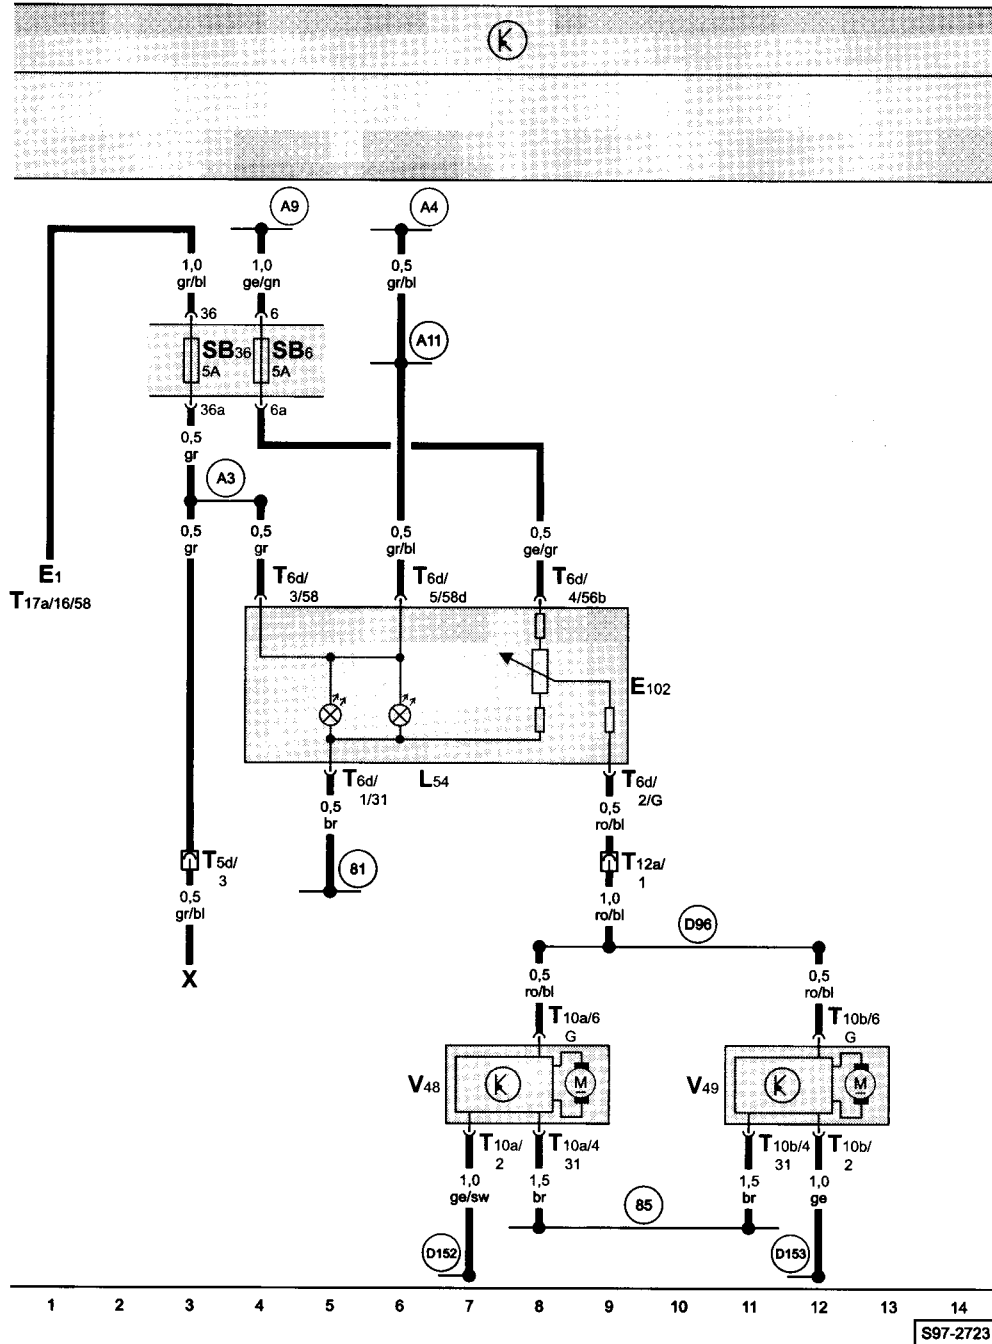 A9 A4
1,0 1,0 0,5
gr/bl ge/gn gr/bl
36 6
A11
SB36 SB6
5A 5A
36a 6a
0,5
gr
A3
0,5 0,5 0,5 0,5
gr gr gr/bl ge/gr
E1 T6d/ T6d/ T6d/
T17a/16/58 3/58 5/58d 4/56b
E102
T6d/ L54 T6d/
1/31 2/G
0,5 0,5
br ro/bl
T5d/ 81 T12a/
3 1
0,5 1,0
gr/bl ro/bl
D96
X 0,5 0,5
ro/bl ro/bl
T10a/6 T10b/6
G G
V48 M V49 M
T10a/ T10a/4 T10b/4 T10b/
2 31 31 2
1,0 1,5 1,5 1,0
ge/sw br br ge
85
D152 D153
1 2 3 4 5 6 7 8 9 10 11 12 13 14
S97-2723